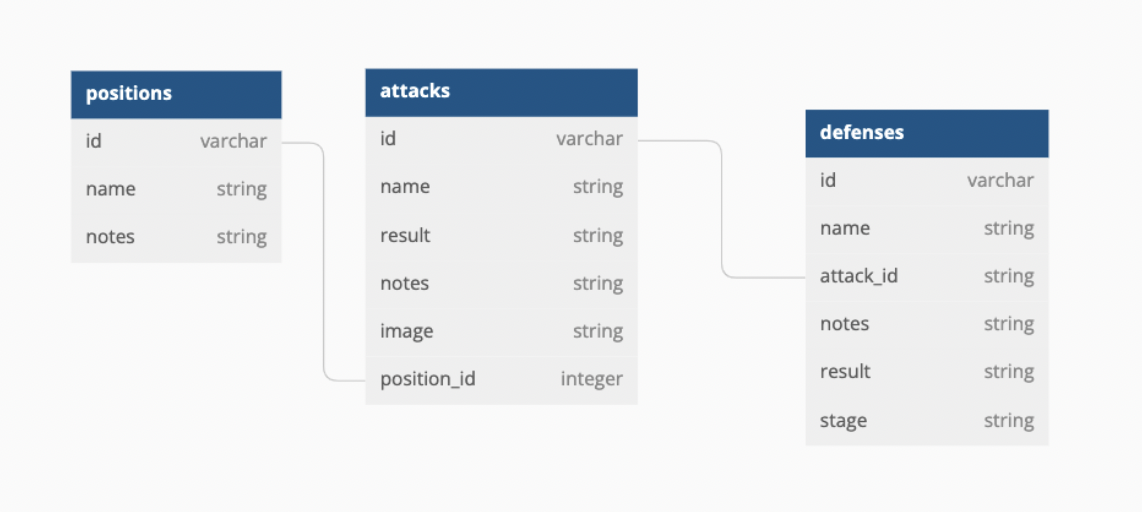 positions
id varchar
name string
notes string
attacks
id varchar
name string
result string
notes string
image string
position_id integer
defenses
id varchar
name string
attack_id string
notes string
result string
stage string